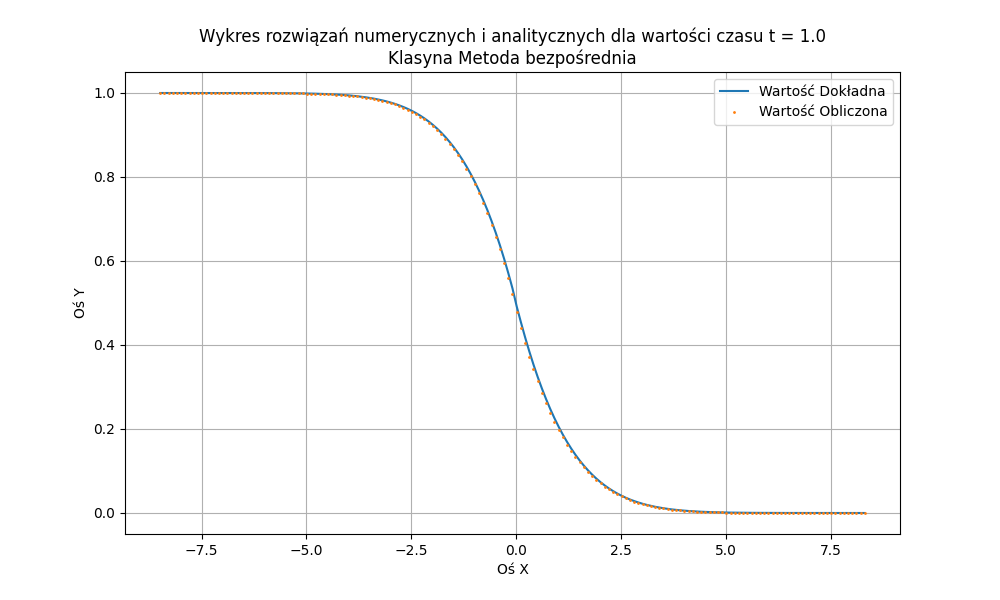 Wykres rozwiązań numerycznych i analitycznych dla wartości czasu t = 1.0
Klasyna Metoda bezpośrednia
Wartość Dokładna
Wartość Obliczona
Oś Y
1.0
0.8
0.6
0.4
0.2
0.0
−7.5 −5.0 −2.5 0.0 2.5 5.0 7.5
Oś X